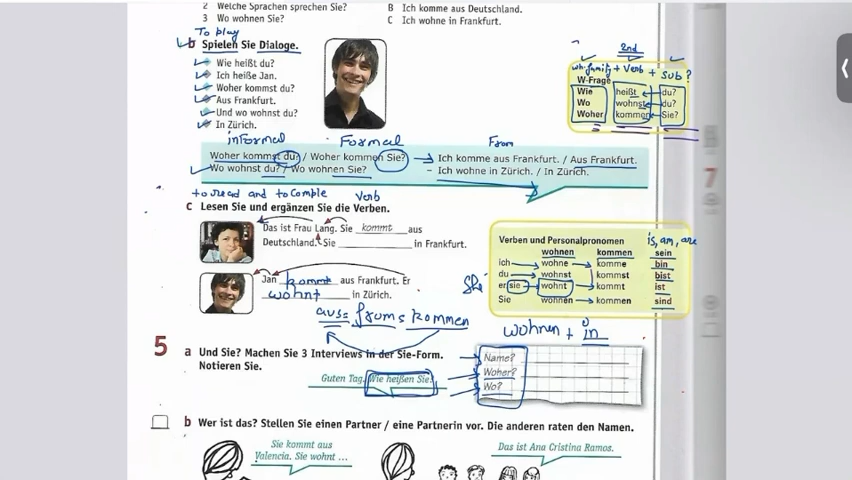 2 Welche Sprachen sprechen Sie? B Ich komme aus Deutschland.
3 Wo wohnen Sie? C Ich wohne in Frankfurt.
To play
b Spielen Sie Dialoge.
Wie heißt du?
Ich heiße Jan.
Woher kommst du?
Aus Frankfurt.
Und wo wohnst du?
In Zürich.
2nd
wh-family + verb + sub ?
W-Frage
Wie heißt du?
Wo wohnst du?
Woher kommen Sie?
informal Formal From
Woher kommst du? / Woher kommen Sie? → Ich komme aus Frankfurt. / Aus Frankfurt.
Wo wohnst du? / Wo wohnen Sie? – Ich wohne in Zürich. / In Zürich.
7
to read and to comple verb
c Lesen Sie und ergänzen Sie die Verben.
Das ist Frau Lang. Sie kommt aus
Deutschland. Sie ____ in Frankfurt.
Jan kommt aus Frankfurt. Er
wohnt in Zürich.
is, am, are
Verben und Personalpronomen
wohnen kommen sein
ich wohne komme bin
du wohnst kommst bist
er/sie wohnt kommt ist
Sie wohnen kommen sind
She
aus = from = kommen
wohnen + in
5 a Und Sie? Machen Sie 3 Interviews in der Sie-Form.
Notieren Sie.
Guten Tag. Wie heißen Sie?
Name?
Woher?
Wo?
b Wer ist das? Stellen Sie einen Partner / eine Partnerin vor. Die anderen raten den Namen.
Sie kommt aus
Valencia. Sie wohnt ...
Das ist Ana Cristina Ramos.